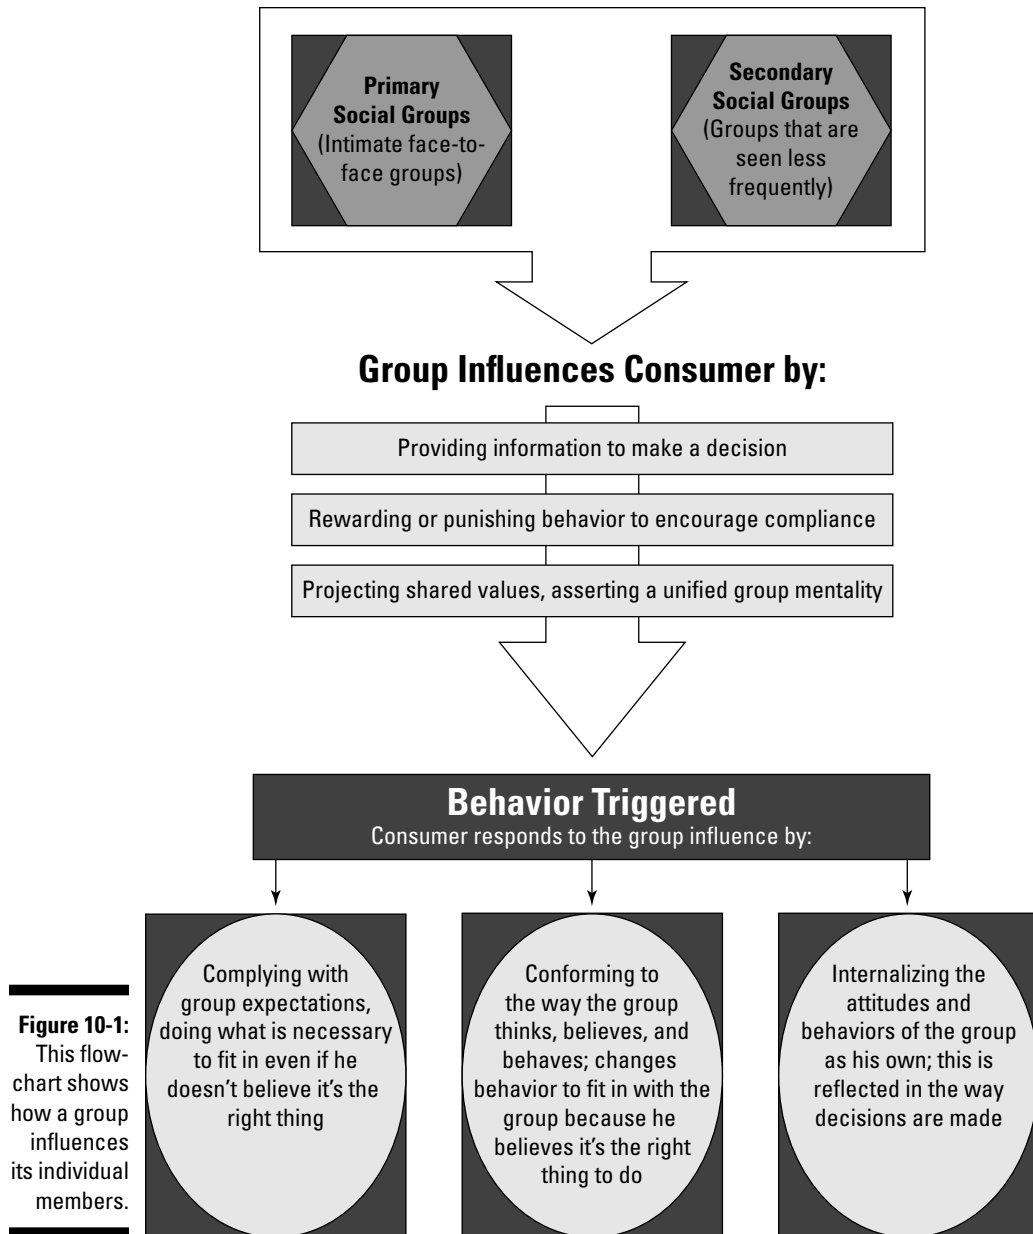 Primary
Social Groups
(Intimate face-to-
face groups)
Secondary
Social Groups
(Groups that are
seen less
frequently)
Group Influences Consumer by:
Providing information to make a decision
Rewarding or punishing behavior to encourage compliance
Projecting shared values, asserting a unified group mentality
Behavior Triggered
Consumer responds to the group influence by:
Complying with
group expectations,
doing what is necessary
to fit in even if he
doesn't believe it's the
right thing
Conforming to
the way the group
thinks, believes, and
behaves; changes
behavior to fit in with the
group because he
believes it's the right
thing to do
Internalizing the
attitudes and
behaviors of the group
as his own; this is
reflected in the way
decisions are made
Figure 10-1:
This flow-
chart shows
how a group
influences
its individual
members.